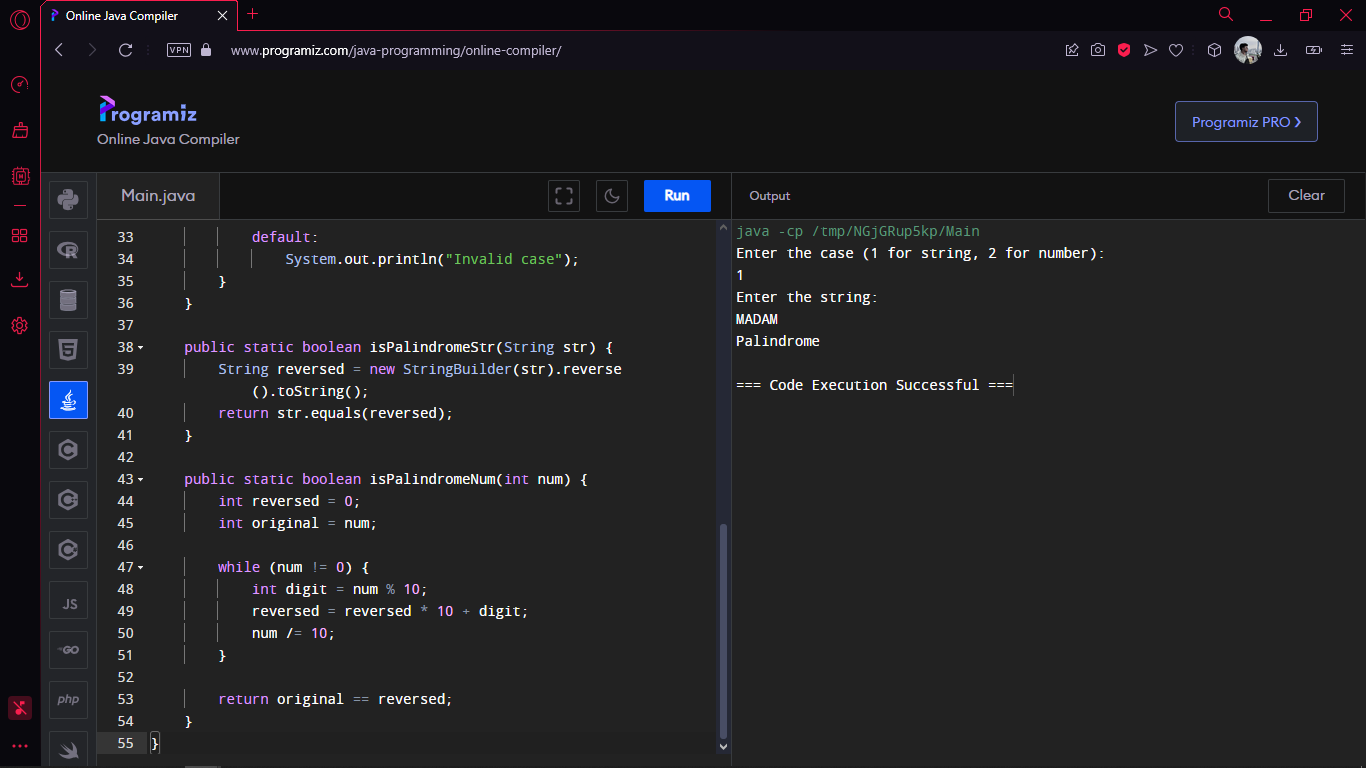 Online Java Compiler
VPN
www.programiz.com/java-programming/online-compiler/
Programiz
Online Java Compiler
Programiz PRO
Main.java
Run
Output
Clear
33 default:
34 System.out.println("Invalid case");
35 }
36 }
37
38 public static boolean isPalindromeStr(String str) {
39 String reversed = new StringBuilder(str).reverse
().toString();
40 return str.equals(reversed);
41 }
42
43 public static boolean isPalindromeNum(int num) {
44 int reversed = 0;
45 int original = num;
46
47 while (num != 0) {
48 int digit = num % 10;
49 reversed = reversed * 10 + digit;
50 num /= 10;
51 }
52
53 return original == reversed;
54 }
55 }
java -cp /tmp/NGjGRup5kp/Main
Enter the case (1 for string, 2 for number):
1
Enter the string:
MADAM
Palindrome
=== Code Execution Successful ===
R
5
C
C
C
JS
GO
php